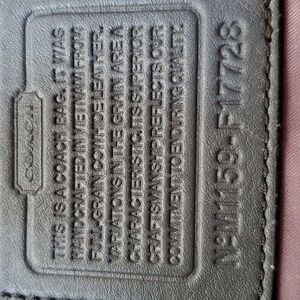 COACH
THIS IS A COACH BAG. IT WAS
HANDCRAFTED IN VIETNAM FROM
FULL-GRAIN COWHIDE LEATHER.
VARIATIONS IN THE GRAIN ARE A
CHARACTERISTIC. ITS SUPERIOR
CRAFTSMANSHIP REFLECTS OUR
COMMITMENT TO ENDURING QUALITY.
Nº M1159-F17728